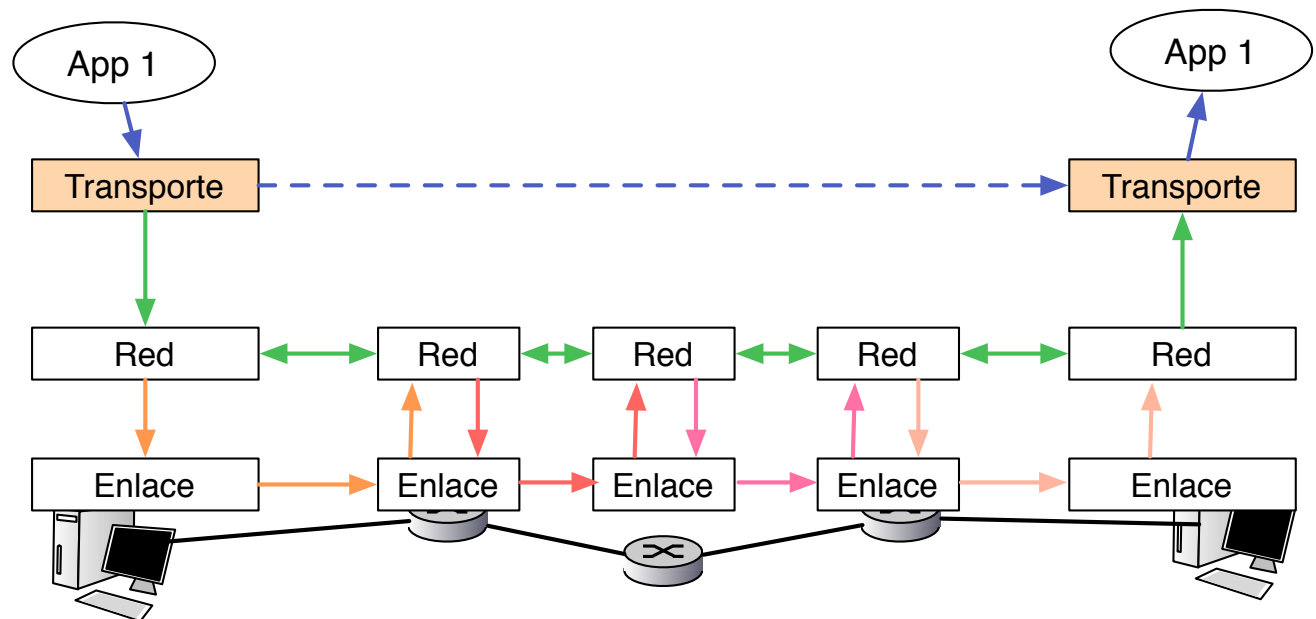 App 1
App 1
Transporte
Transporte
Red
Red
Red
Red
Red
Enlace
Enlace
Enlace
Enlace
Enlace